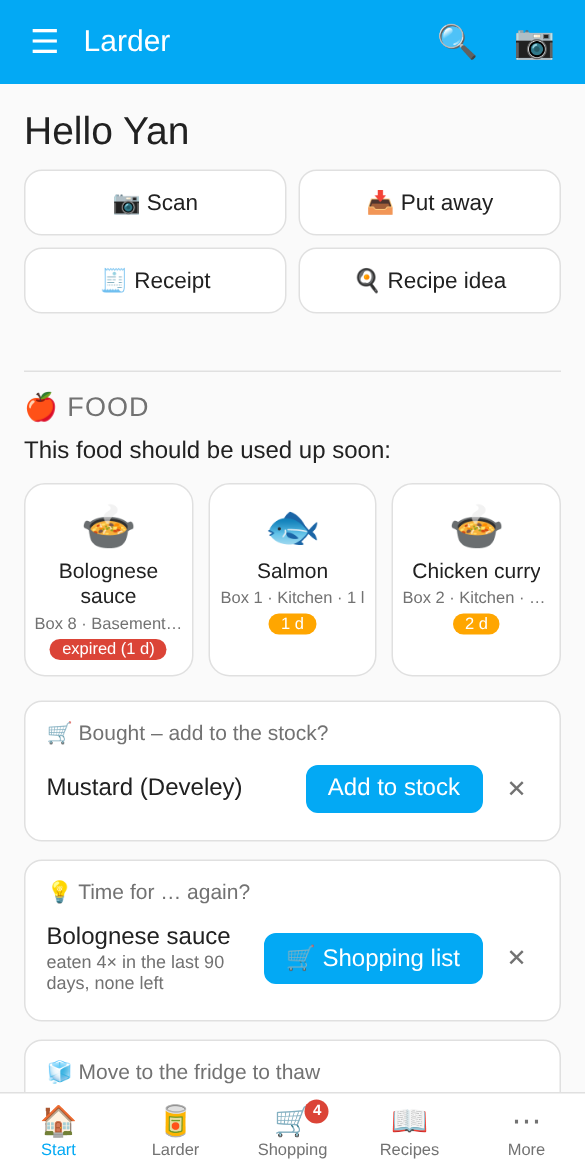 Larder
Hello Yan
Scan
Put away
Receipt
Recipe idea
FOOD
This food should be used up soon:
Bolognese
sauce
Box 8 · Basement…
expired (1 d)
Salmon
Box 1 · Kitchen · 1 l
1 d
Chicken curry
Box 2 · Kitchen · …
2 d
Bought – add to the stock?
Mustard (Develey)
Add to stock
Time for … again?
Bolognese sauce
eaten 4× in the last 90
days, none left
Shopping list
Move to the fridge to thaw
4
Start
Larder
Shopping
Recipes
More